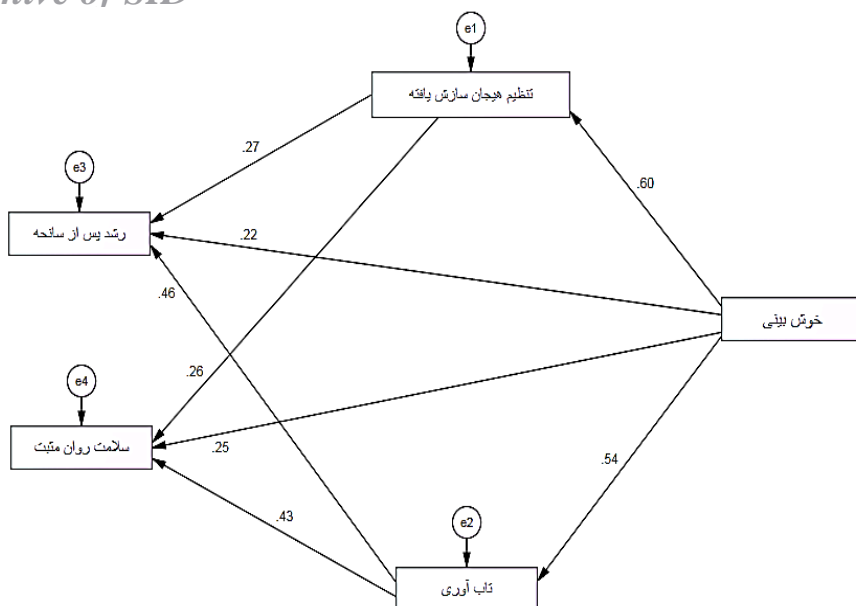 hive of SID
e1
تنظیم هیجان سازش یافته
.27
.60
e3
رشد پس از سانحه
.22
.46
خوش بینی
.26
e4
سلامت روان مثبت
.25
.54
.43
e2
تاب آوری